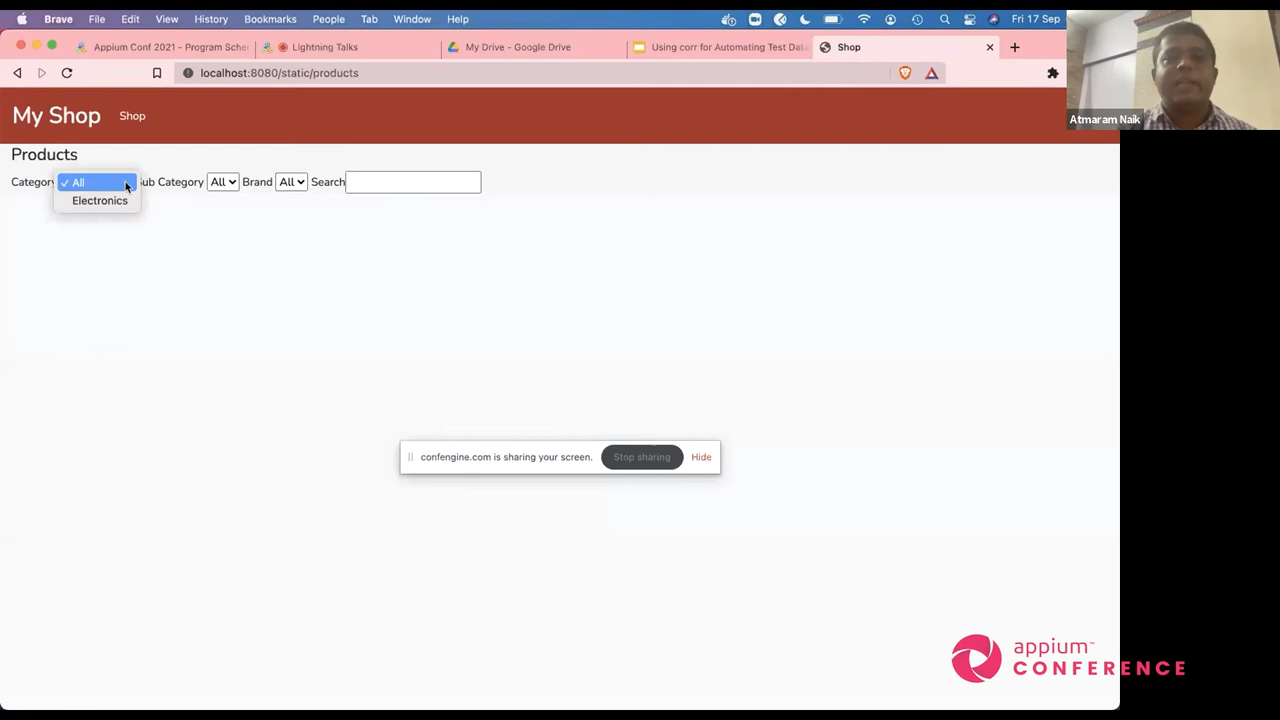 Brave File Edit View History Bookmarks People Tab Window Help Fri 17 Sep
Appium Conf 2021 - Program Sche
Lightning Talks
My Drive - Google Drive
Using corr for Automating Test Data
Shop
localhost:8080/static/products
Atmaram Naik
My Shop Shop
Products
Category All ub Category All Brand All Search
Electronics
confengine.com is sharing your screen. Stop sharing Hide
appium™
CONFERENCE